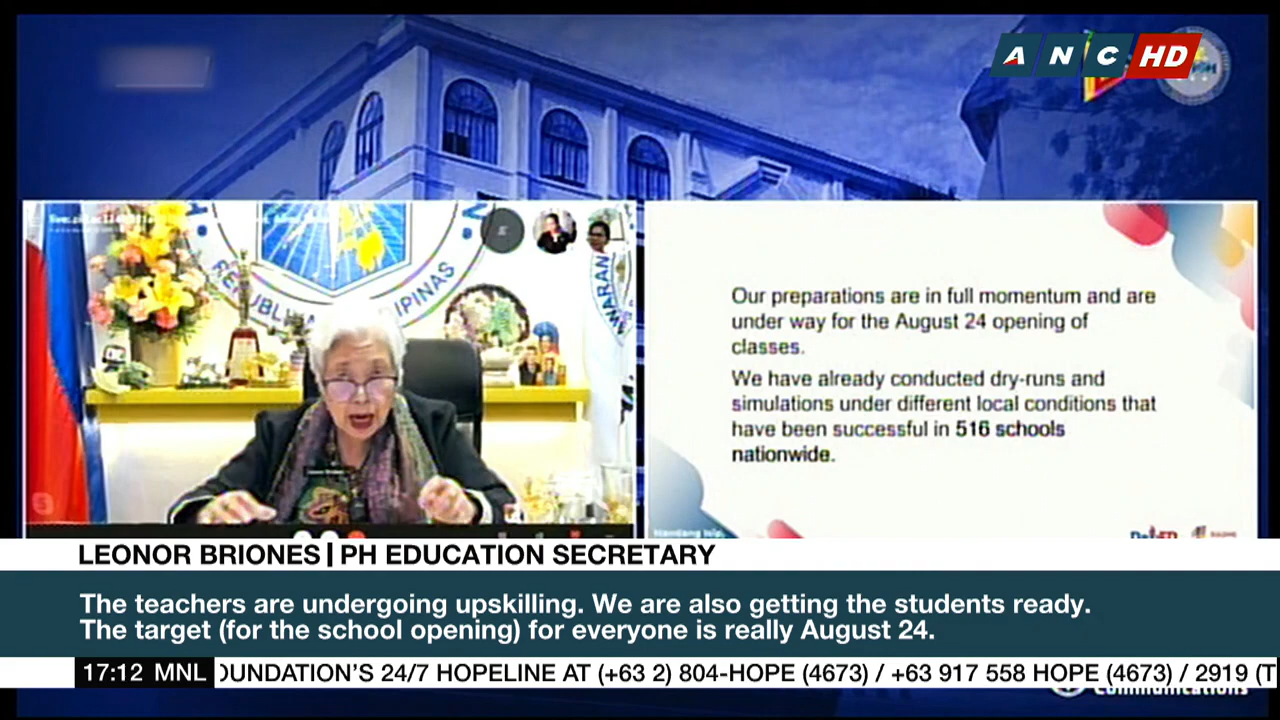 ANC HD
REPUBLIKA
PILIPINAS
Our preparations are in full momentum and are
under way for the August 24 opening of
classes.
We have already conducted dry-runs and
simulations under different local conditions that
have been successful in 516 schools
nationwide.
DepED
LEONOR BRIONES | PH EDUCATION SECRETARY
The teachers are undergoing upskilling. We are also getting the students ready.
The target (for the school opening) for everyone is really August 24.
17:12 MNL OUNDATION'S 24/7 HOPELINE AT (+63 2) 804-HOPE (4673) / +63 917 558 HOPE (4673) / 2919 (T
Communications